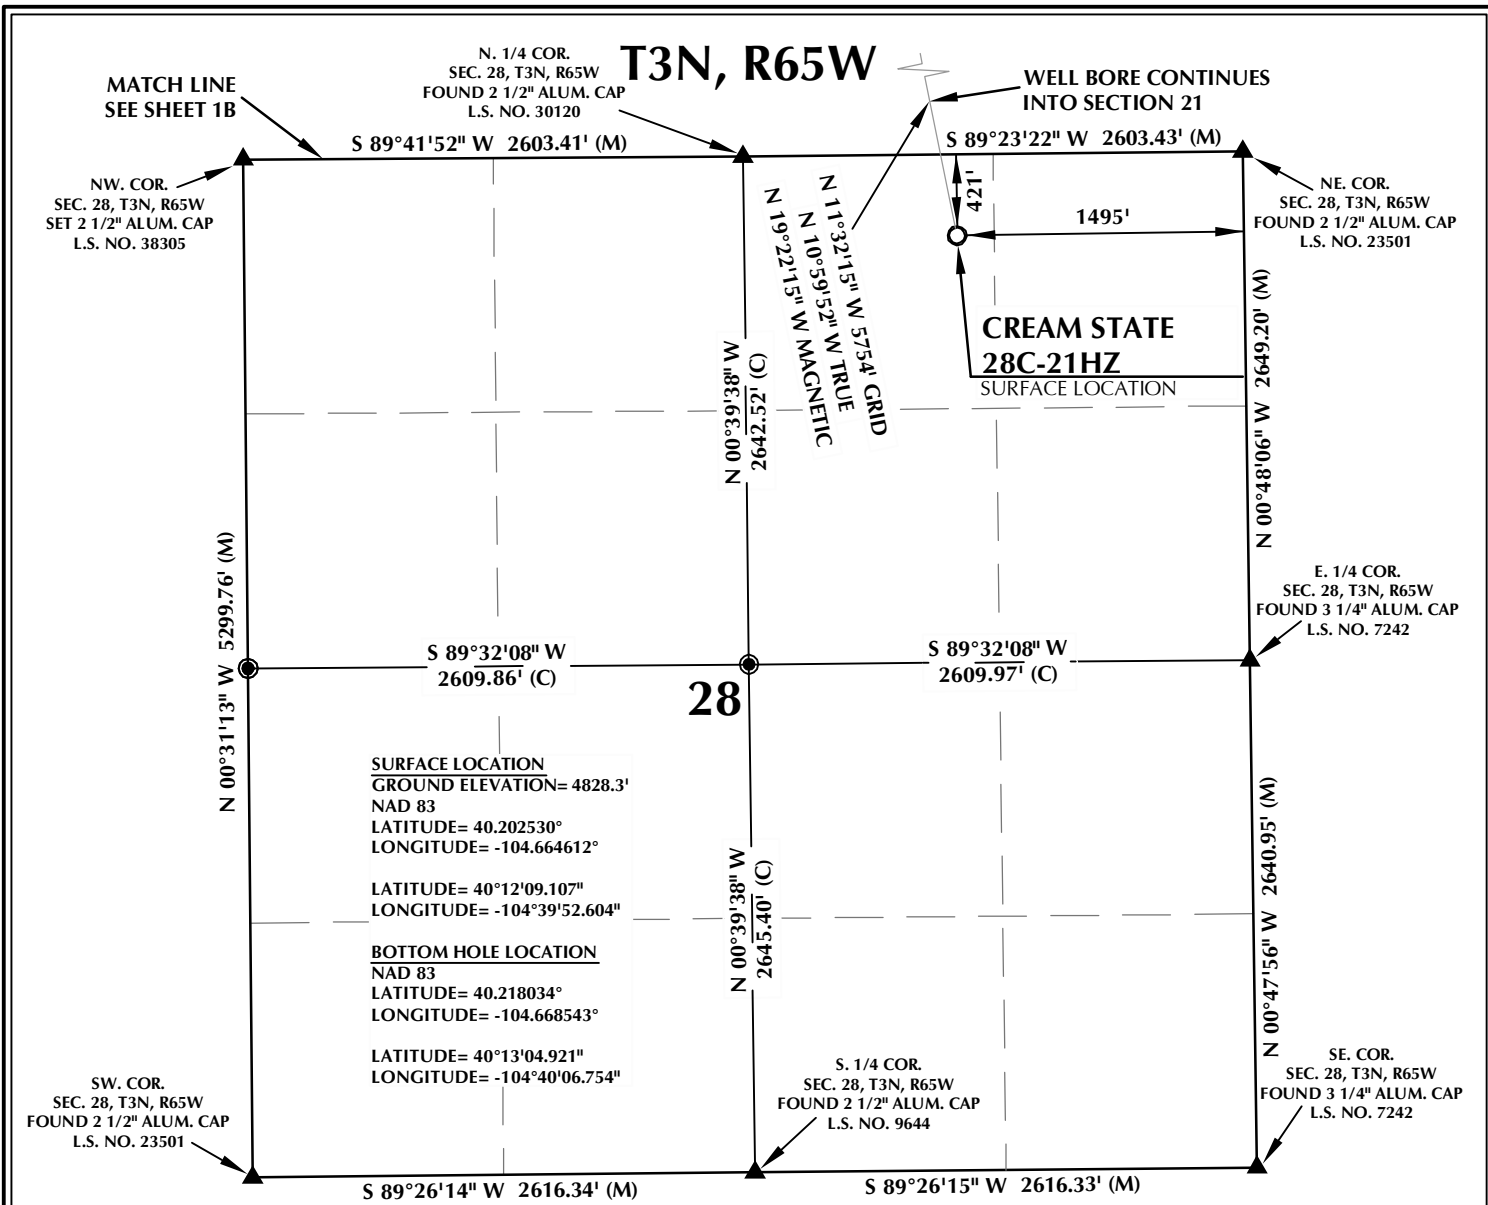 T3N, R65W
MATCH LINE
SEE SHEET 1B
N. 1/4 COR.
SEC. 28, T3N, R65W
FOUND 2 1/2" ALUM. CAP
L.S. NO. 30120
WELL BORE CONTINUES
INTO SECTION 21
S 89°41'52" W 2603.41' (M)
S 89°23'22" W 2603.43' (M)
NW. COR.
SEC. 28, T3N, R65W
SET 2 1/2" ALUM. CAP
L.S. NO. 38305
NE. COR.
SEC. 28, T3N, R65W
FOUND 2 1/2" ALUM. CAP
L.S. NO. 23501
421'
1495'
N 11°32'15" W 5754' GRID
N 10°59'52" W TRUE
N 19°22'15" W MAGNETIC
CREAM STATE
28C-21HZ
SURFACE LOCATION
N 00°39'38" W
2642.52' (C)
N 00°48'06" W 2649.20' (M)
N 00°31'13" W 5299.76' (M)
E. 1/4 COR.
SEC. 28, T3N, R65W
FOUND 3 1/4" ALUM. CAP
L.S. NO. 7242
S 89°32'08" W
2609.86' (C)
S 89°32'08" W
2609.97' (C)
28
SURFACE LOCATION
GROUND ELEVATION= 4828.3'
NAD 83
LATITUDE= 40.202530°
LONGITUDE= -104.664612°
LATITUDE= 40°12'09.107"
LONGITUDE= -104°39'52.604"
BOTTOM HOLE LOCATION
NAD 83
LATITUDE= 40.218034°
LONGITUDE= -104.668543°
LATITUDE= 40°13'04.921"
LONGITUDE= -104°40'06.754"
N 00°39'38" W
2645.40' (C)
N 00°47'56" W 2640.95' (M)
SW. COR.
SEC. 28, T3N, R65W
FOUND 2 1/2" ALUM. CAP
L.S. NO. 23501
S. 1/4 COR.
SEC. 28, T3N, R65W
FOUND 2 1/2" ALUM. CAP
L.S. NO. 9644
SE. COR.
SEC. 28, T3N, R65W
FOUND 3 1/4" ALUM. CAP
L.S. NO. 7242
S 89°26'14" W 2616.34' (M)
S 89°26'15" W 2616.33' (M)